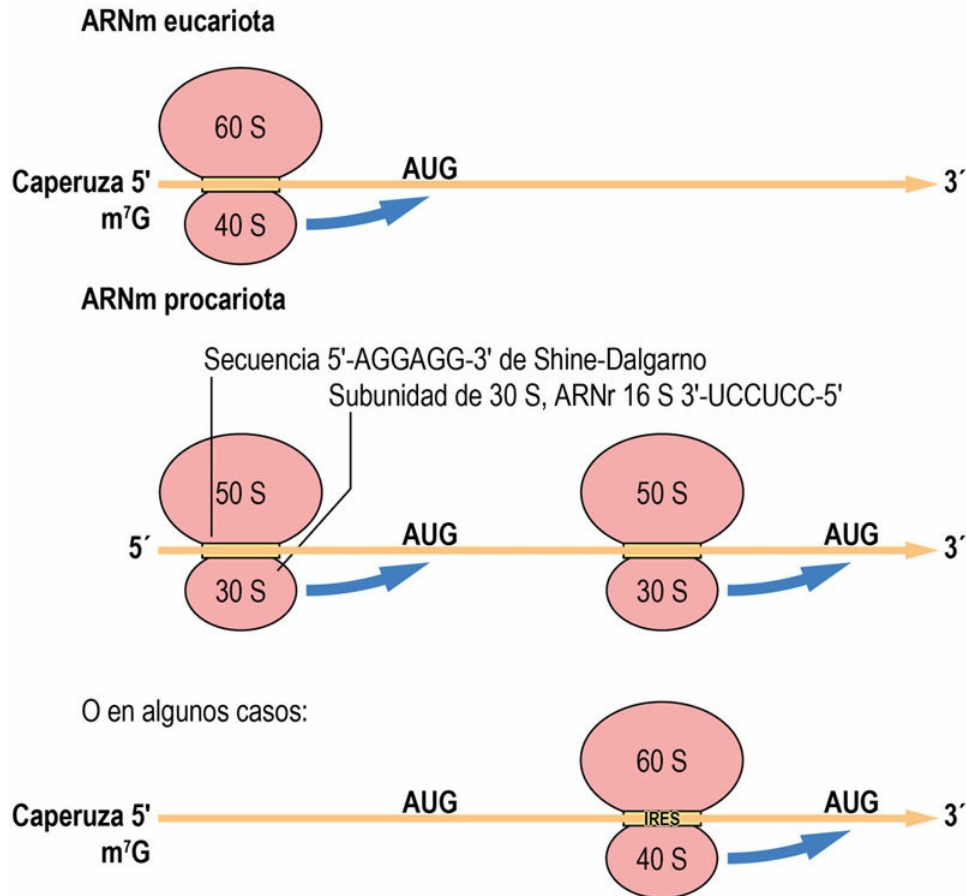 ARNm eucariota
60 S
AUG
Caperuza 5'
3´
m⁷G
40 S
ARNm procariota
Secuencia 5'-AGGAGG-3' de Shine-Dalgarno
Subunidad de 30 S, ARNr 16 S 3'-UCCUCC-5'
50 S
50 S
5´
AUG
AUG
3´
30 S
30 S
O en algunos casos:
60 S
Caperuza 5'
AUG
IRES
AUG
3´
m⁷G
40 S